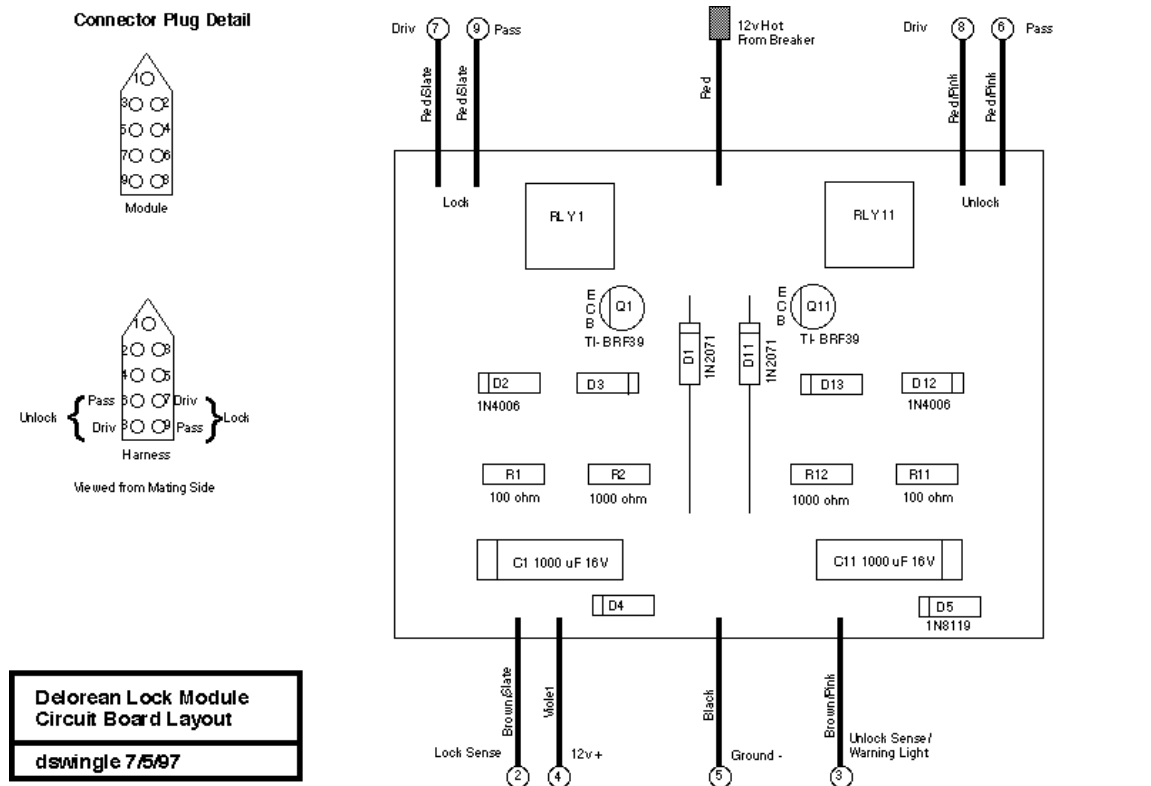 Connector Plug Detail
1
3 2
5 4
7 6
9 8
Module
1
2 3
4 5
Pass 6 7 Driv
Unlock Lock
Driv 8 9 Pass
Harness
Viewed from Mating Side
Delorean Lock Module
Circuit Board Layout
dswingle 7/5/97
Driv 7 9 Pass
Red/Slate Red/Slate
12v Hot
From Breaker
Red
Driv 8 6 Pass
Red/Pink Red/Pink
Lock
Unlock
RLY1
RLY11
E
C
B
Q1
TI- BRF39
E
C
B
Q11
TI- BRF39
D1
1N2071
D11
1N2071
D2
1N4006
D3
D13
D12
1N4006
R1
100 ohm
R2
1000 ohm
R12
1000 ohm
R11
100 ohm
C1 1000 uF 16V
C11 1000 uF 16V
D4
D5
1N8119
Brown/Slate
Violet
Black
Brown/Pink
Lock Sense
12v +
Ground -
Unlock Sense/
Warning Light
2 4 5 3